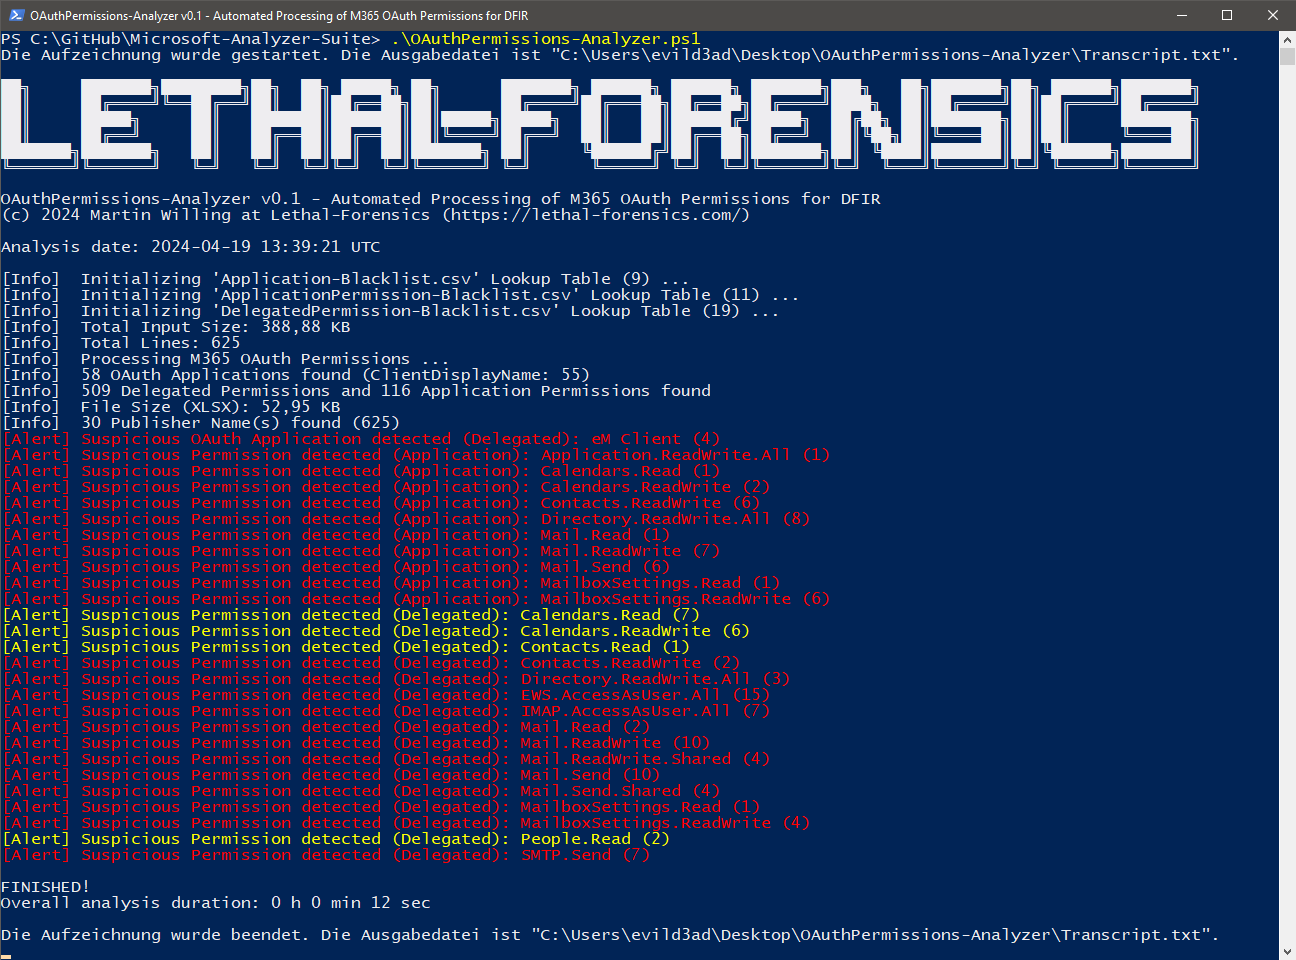 OAuthPermissions-Analyzer v0.1 - Automated Processing of M365 OAuth Permissions for DFIR
PS C:\GitHub\Microsoft-Analyzer-Suite> .\OAuthPermissions-Analyzer.ps1
Die Aufzeichnung wurde gestartet. Die Ausgabedatei ist "C:\Users\evild3ad\Desktop\OAuthPermissions-Analyzer\Transcript.txt".
LETHAL-FORENSICS
OAuthPermissions-Analyzer v0.1 - Automated Processing of M365 OAuth Permissions for DFIR
(c) 2024 Martin Willing at Lethal-Forensics (https://lethal-forensics.com/)
Analysis date: 2024-04-19 13:39:21 UTC
[Info]  Initializing 'Application-Blacklist.csv' Lookup Table (9) ...
[Info]  Initializing 'ApplicationPermission-Blacklist.csv' Lookup Table (11) ...
[Info]  Initializing 'DelegatedPermission-Blacklist.csv' Lookup Table (19) ...
[Info]  Total Input Size: 388,88 KB
[Info]  Total Lines: 625
[Info]  Processing M365 OAuth Permissions ...
[Info]  58 OAuth Applications found (ClientDisplayName: 55)
[Info]  509 Delegated Permissions and 116 Application Permissions found
[Info]  File Size (XLSX): 52,95 KB
[Info]  30 Publisher Name(s) found (625)
[Alert] Suspicious OAuth Application detected (Delegated): eM Client (4)
[Alert] Suspicious Permission detected (Application): Application.ReadWrite.All (1)
[Alert] Suspicious Permission detected (Application): Calendars.Read (1)
[Alert] Suspicious Permission detected (Application): Calendars.ReadWrite (2)
[Alert] Suspicious Permission detected (Application): Contacts.ReadWrite (6)
[Alert] Suspicious Permission detected (Application): Directory.ReadWrite.All (8)
[Alert] Suspicious Permission detected (Application): Mail.Read (1)
[Alert] Suspicious Permission detected (Application): Mail.ReadWrite (7)
[Alert] Suspicious Permission detected (Application): Mail.Send (6)
[Alert] Suspicious Permission detected (Application): MailboxSettings.Read (1)
[Alert] Suspicious Permission detected (Application): MailboxSettings.ReadWrite (6)
[Alert] Suspicious Permission detected (Delegated): Calendars.Read (7)
[Alert] Suspicious Permission detected (Delegated): Calendars.ReadWrite (6)
[Alert] Suspicious Permission detected (Delegated): Contacts.Read (1)
[Alert] Suspicious Permission detected (Delegated): Contacts.ReadWrite (2)
[Alert] Suspicious Permission detected (Delegated): Directory.ReadWrite.All (3)
[Alert] Suspicious Permission detected (Delegated): EWS.AccessAsUser.All (15)
[Alert] Suspicious Permission detected (Delegated): IMAP.AccessAsUser.All (7)
[Alert] Suspicious Permission detected (Delegated): Mail.Read (2)
[Alert] Suspicious Permission detected (Delegated): Mail.ReadWrite (10)
[Alert] Suspicious Permission detected (Delegated): Mail.ReadWrite.Shared (4)
[Alert] Suspicious Permission detected (Delegated): Mail.Send (10)
[Alert] Suspicious Permission detected (Delegated): Mail.Send.Shared (4)
[Alert] Suspicious Permission detected (Delegated): MailboxSettings.Read (1)
[Alert] Suspicious Permission detected (Delegated): MailboxSettings.ReadWrite (4)
[Alert] Suspicious Permission detected (Delegated): People.Read (2)
[Alert] Suspicious Permission detected (Delegated): SMTP.Send (7)
FINISHED!
Overall analysis duration: 0 h 0 min 12 sec
Die Aufzeichnung wurde beendet. Die Ausgabedatei ist "C:\Users\evild3ad\Desktop\OAuthPermissions-Analyzer\Transcript.txt".